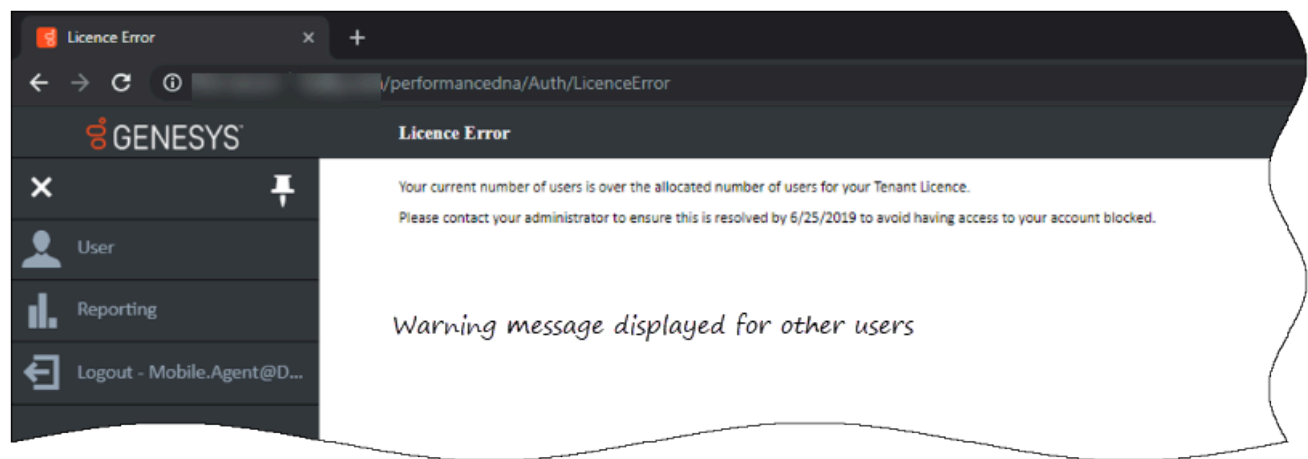 Licence Error
/performancedna/Auth/LicenceError
GENESYS
Licence Error
Your current number of users is over the allocated number of users for your Tenant Licence.
Please contact your administrator to ensure this is resolved by 6/25/2019 to avoid having access to your account blocked.
User
Reporting
Warning message displayed for other users
Logout - Mobile.Agent@D...